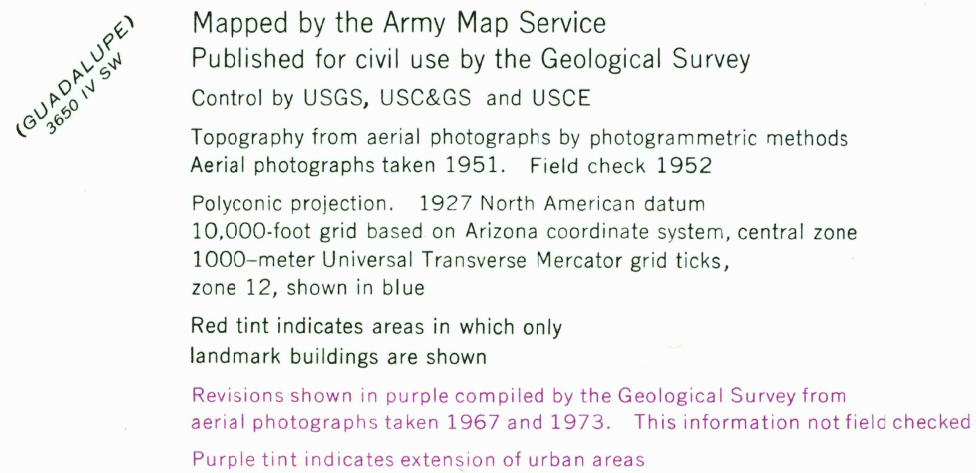 (GUADALUPE)
3650 IV SW
Mapped by the Army Map Service
Published for civil use by the Geological Survey
Control by USGS, USC&GS and USCE
Topography from aerial photographs by photogrammetric methods
Aerial photographs taken 1951. Field check 1952
Polyconic projection. 1927 North American datum
10,000-foot grid based on Arizona coordinate system, central zone
1000–meter Universal Transverse Mercator grid ticks,
zone 12, shown in blue
Red tint indicates areas in which only
landmark buildings are shown
Revisions shown in purple compiled by the Geological Survey from
aerial photographs taken 1967 and 1973. This information not field checked
Purple tint indicates extension of urban areas